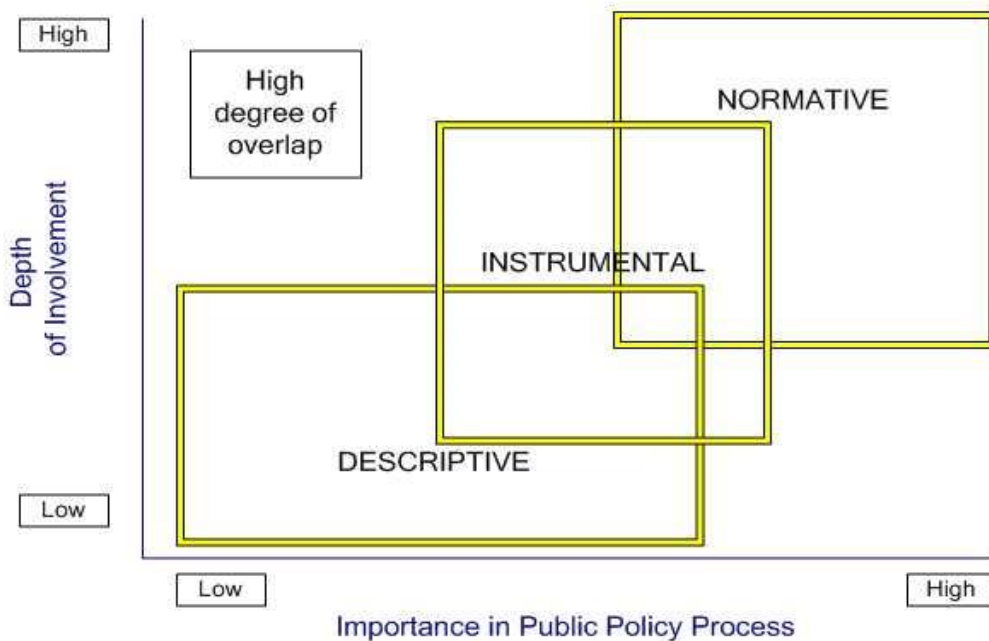 High
High
degree of
overlap
NORMATIVE
Depth
of Involvement
INSTRUMENTAL
DESCRIPTIVE
Low
Low
High
Importance in Public Policy Process